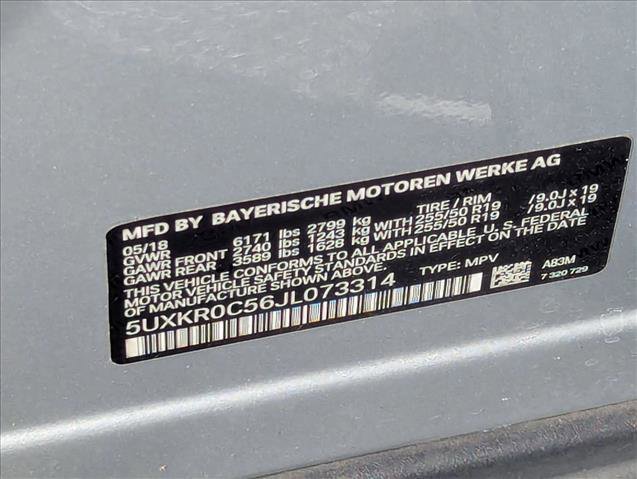 MFD BY BAYERISCHE MOTOREN WERKE AG
05/18
GVWR 6171 lbs 2799 kg TIRE / RIM
GAWR FRONT 2740 lbs 1243 kg WITH 255/50 R19 /9.0J x 19
GAWR REAR 3589 lbs 1628 kg WITH 255/50 R19 /9.0J x 19
THIS VEHICLE CONFORMS TO ALL APPLICABLE U.S. FEDERAL
MOTOR VEHICLE SAFETY STANDARDS IN EFFECT ON THE DATE
OF MANUFACTURE SHOWN ABOVE.
5UXKR0C56JL073314 TYPE: MPV
A83M
7 320 729